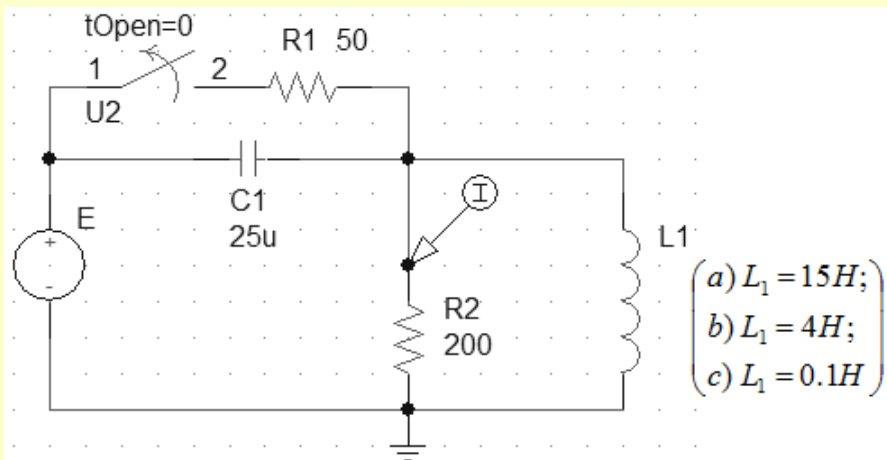 tOpen=0
R1 50
1 2
U2
C1
25u
E
+
-
I
L1
R2
200
a) L₁ = 15H;
b) L₁ = 4H;
c) L₁ = 0.1H